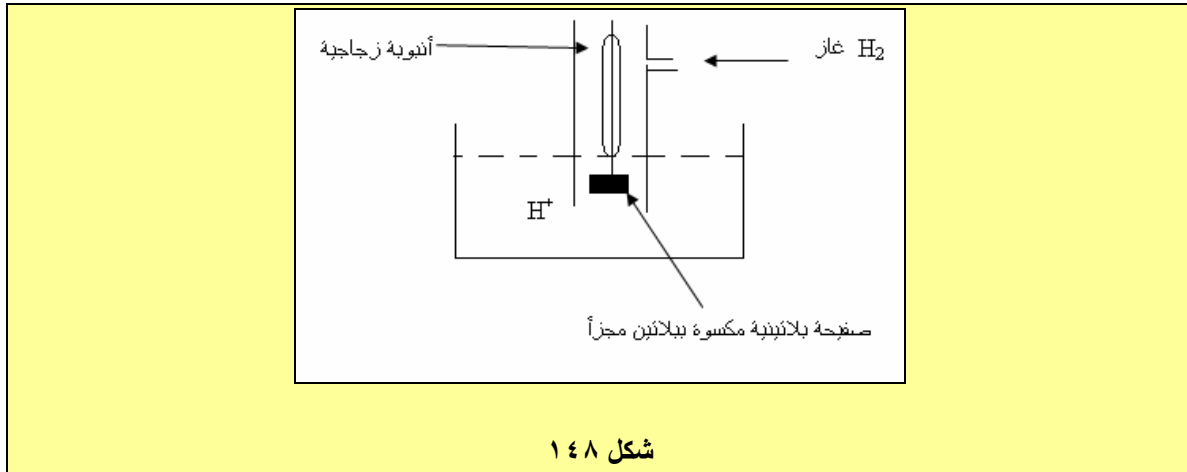 غاز H₂
أنبوبة زجاجية
H⁺
صفيحة بلاتينية مكسوة ببلاتين مجزأ
شكل ١٤٨